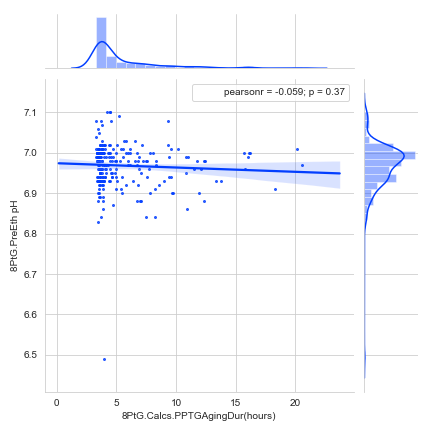 pearsonr = -0.059; p = 0.37
7.1
7.0
6.9
6.8
6.7
6.6
6.5
8PtG.PreEth pH
0 5 10 15 20
8PtG.Calcs.PPTGAgingDur(hours)